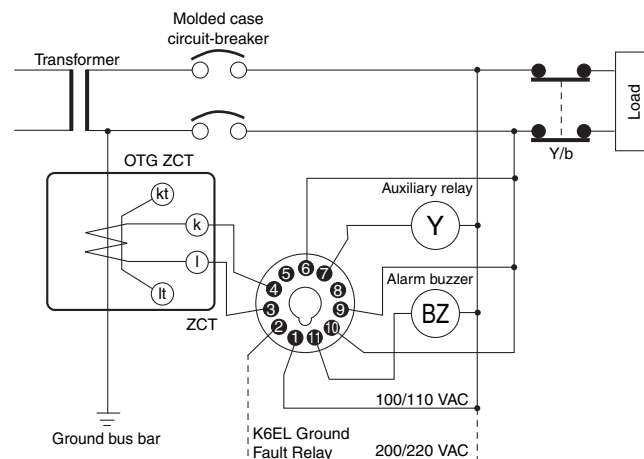 Molded case
circuit-breaker
Transformer
Load
Y/b
OTG ZCT
kt
k
l
lt
ZCT
Auxiliary relay
Y
Alarm buzzer
BZ
6
5
7
4
8
3
9
2
10
1
11
100/110 VAC
K6EL Ground
Fault Relay
200/220 VAC
Ground bus bar